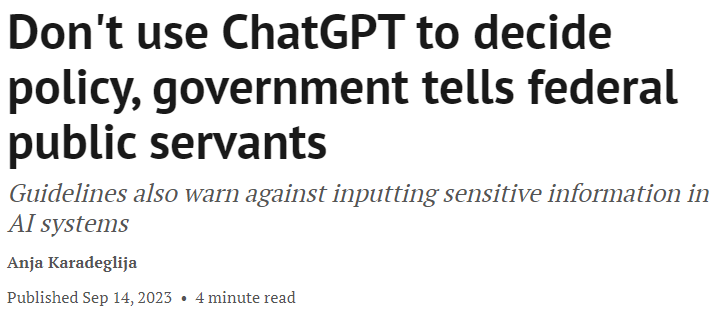 Don't use ChatGPT to decide
policy, government tells federal
public servants
Guidelines also warn against inputting sensitive information in
AI systems
Anja Karadeglija
Published Sep 14, 2023 • 4 minute read